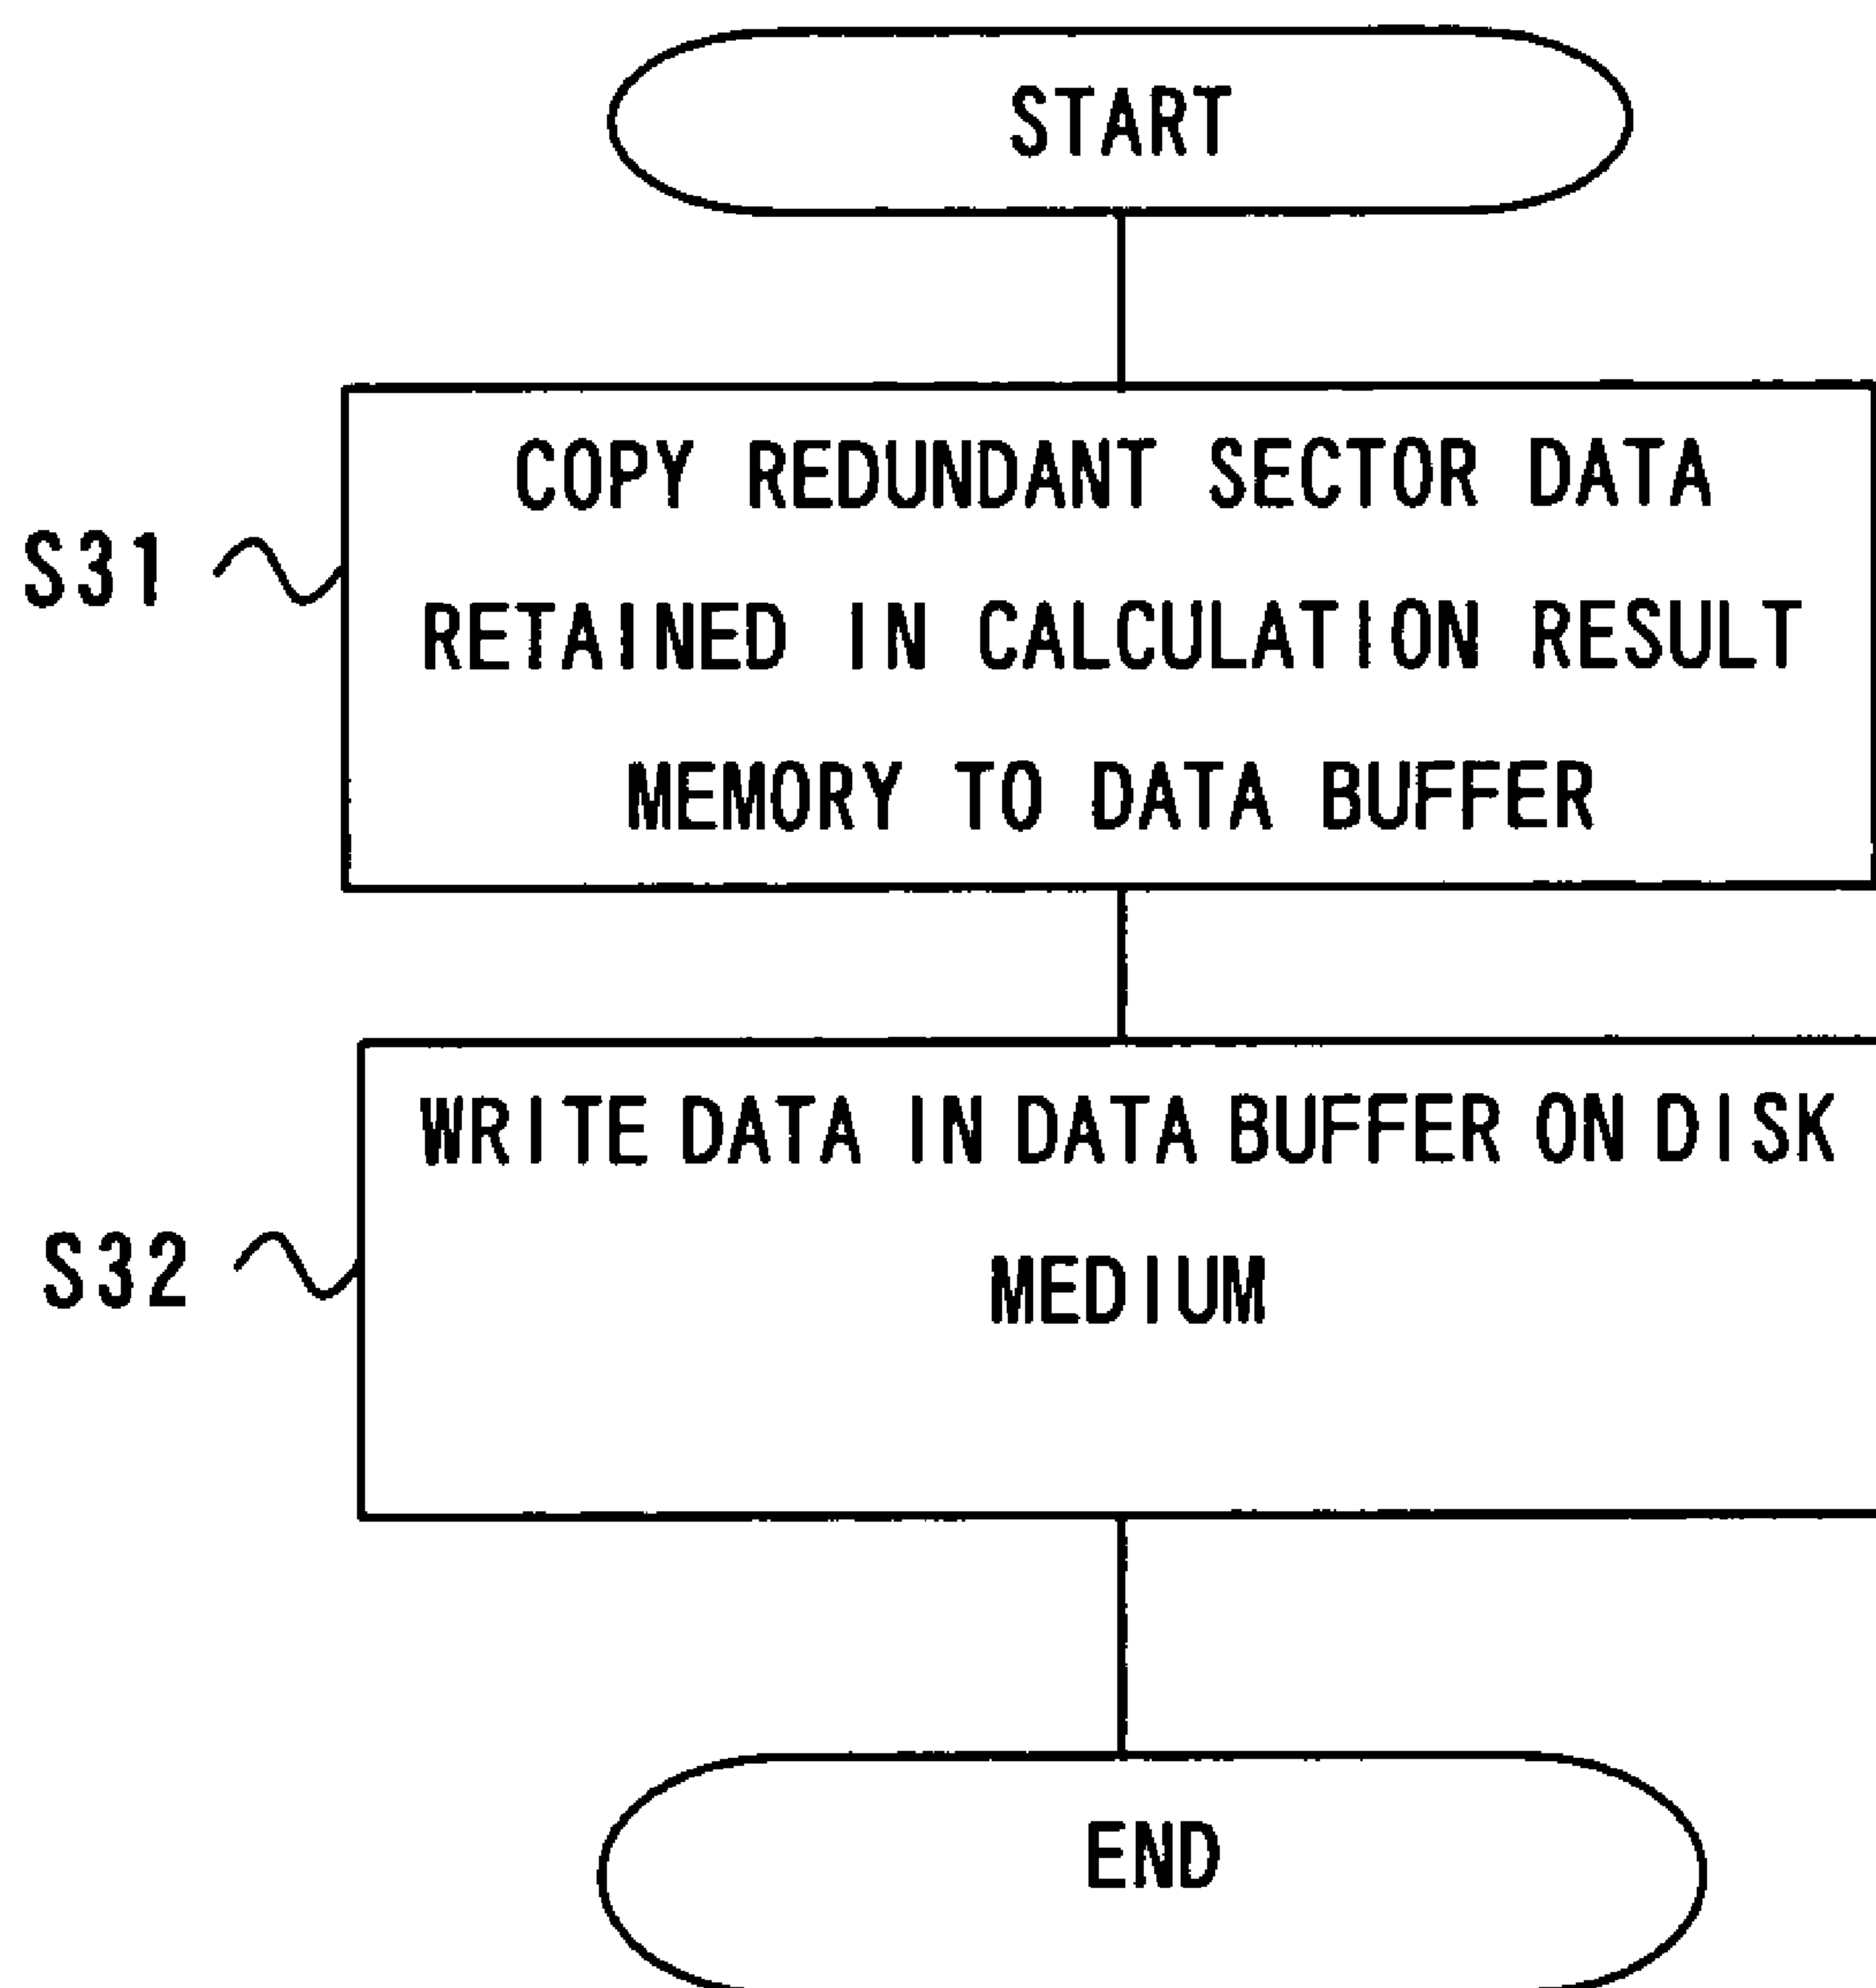 START
COPY REDUNDANT SECTOR DATA
S31
RETAINED IN CALCULATION RESULT
MEMORY TO DATA BUFFER
WRITE DATA IN DATA BUFFER ON DISK
S32
MEDIUM
END